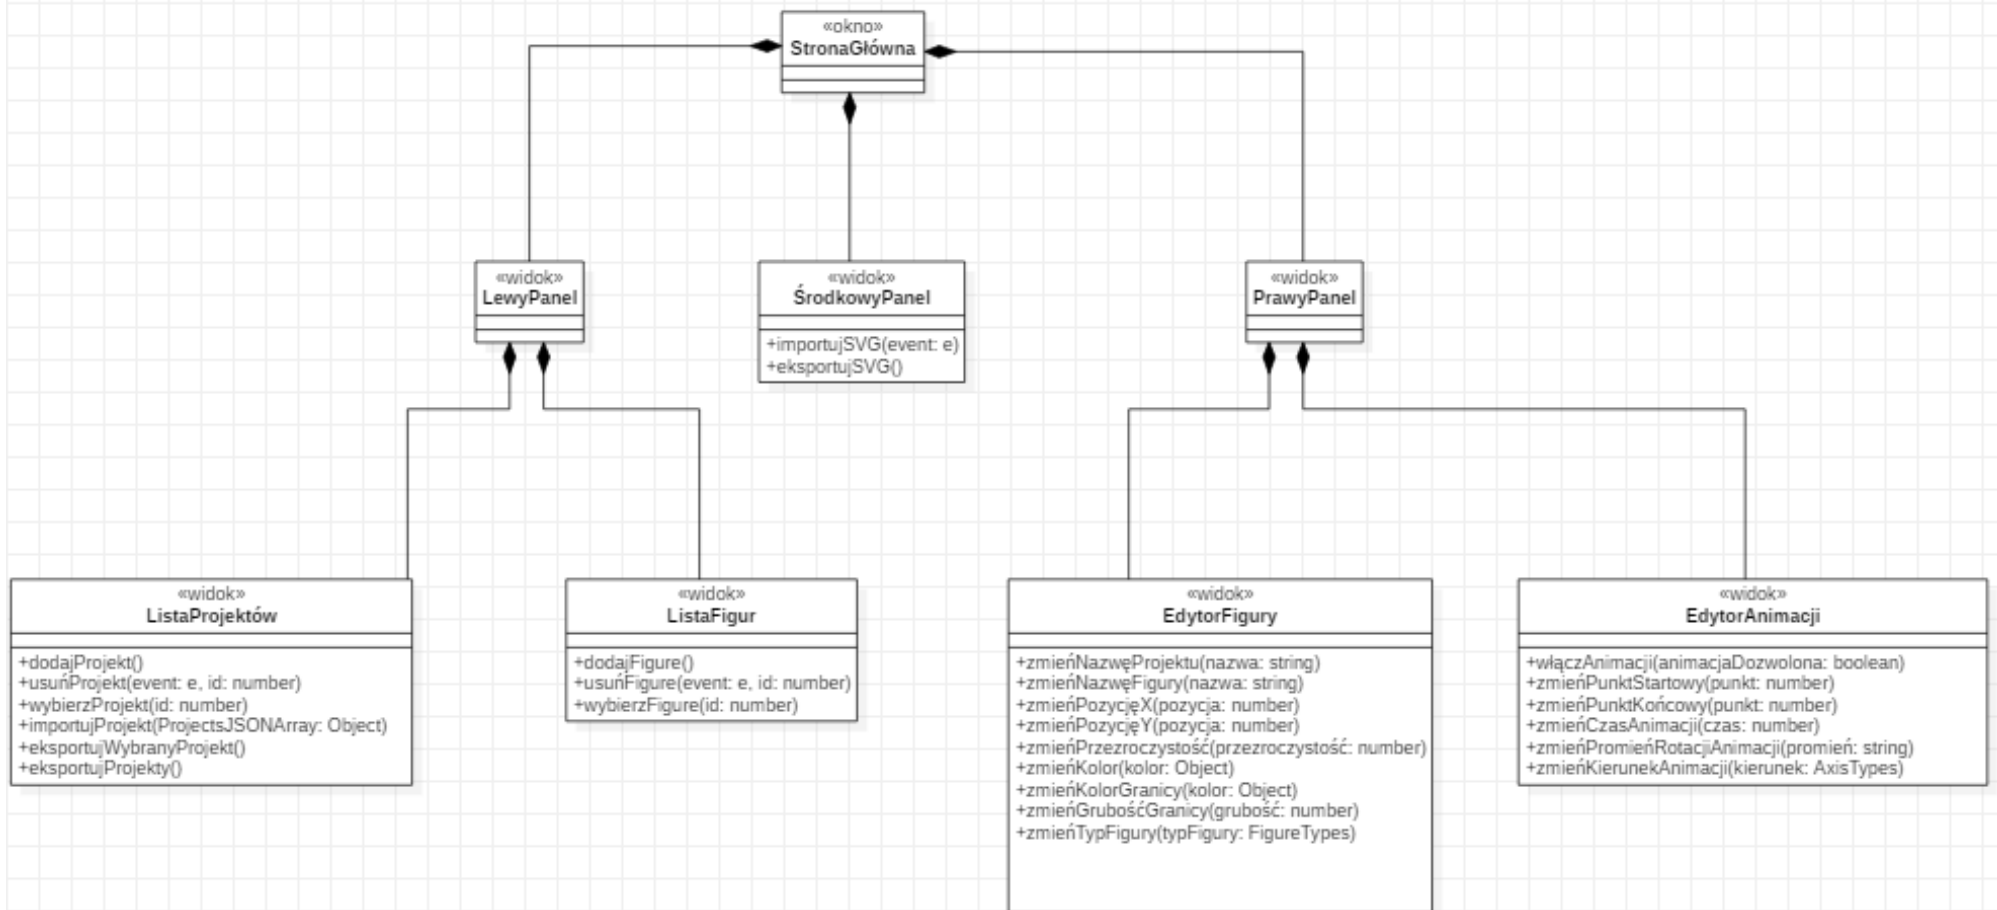 «okno»
StronaGłówna
«widok»
LewyPanel
«widok»
ŚrodkowyPanel
+importujSVG(event: e)
+eksportujSVG()
«widok»
PrawyPanel
«widok»
ListaProjektów
+dodajProjekt()
+usuńProjekt(event: e, id: number)
+wybierzProjekt(id: number)
+importujProjekt(ProjectsJSONArray: Object)
+eksportujWybranyProjekt()
+eksportujProjekty()
«widok»
ListaFigur
+dodajFigure()
+usuńFigure(event: e, id: number)
+wybierzFigure(id: number)
«widok»
EdytorFigury
+zmieńNazwęProjektu(nazwa: string)
+zmieńNazwęFigury(nazwa: string)
+zmieńPozycjęX(pozycja: number)
+zmieńPozycjęY(pozycja: number)
+zmieńPrzezroczystość(przezroczystość: number)
+zmieńKolor(kolor: Object)
+zmieńKolorGranicy(kolor: Object)
+zmieńGrubośćGranicy(grubość: number)
+zmieńTypFigury(typFigury: FigureTypes)
«widok»
EdytorAnimacji
+włączAnimacji(animacjaDozwolona: boolean)
+zmieńPunktStartowy(punkt: number)
+zmieńPunktKońcowy(punkt: number)
+zmieńCzasAnimacji(czas: number)
+zmieńPromieńRotacjiAnimacji(promień: string)
+zmieńKierunekAnimacji(kierunek: AxisTypes)